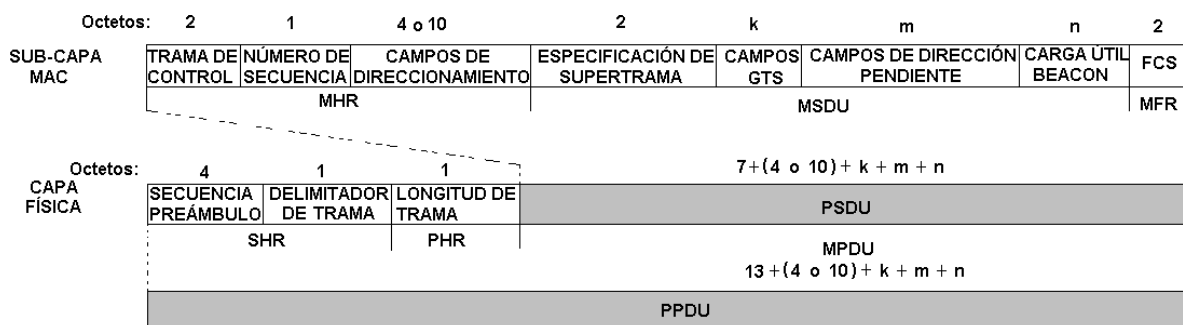 Octetos: 2 1 4 o 10 2 k m n 2
SUB-CAPA MAC
TRAMA DE CONTROL
NÚMERO DE SECUENCIA
CAMPOS DE DIRECCIONAMIENTO
ESPECIFICACIÓN DE SUPERTRAMA
CAMPOS GTS
CAMPOS DE DIRECCIÓN PENDIENTE
CARGA ÚTIL BEACON
FCS
MHR MSDU MFR
Octetos: 4 1 1 7+(4 o 10)+ k + m + n
CAPA FÍSICA
SECUENCIA PREÁMBULO
DELIMITADOR DE TRAMA
LONGITUD DE TRAMA
PSDU
SHR PHR MPDU
13+(4 o 10)+ k + m + n
PPDU